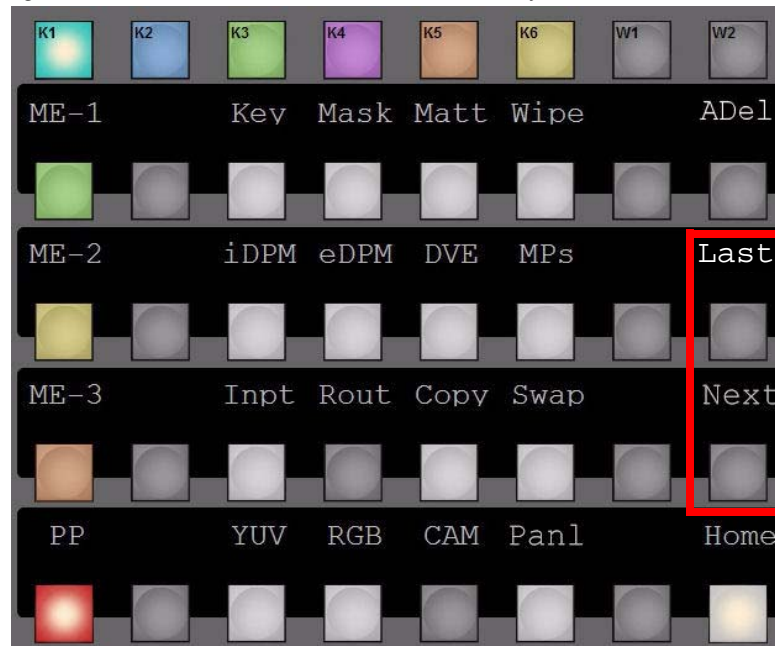 K1 K2 K3 K4 K5 K6 W1 W2
ME-1 Key Mask Matt Wipe ADel
ME-2 iDPM eDPM DVE MPs Last
ME-3 Inpt Rout Copy Swap Next
PP YUV RGB CAM Panl Home